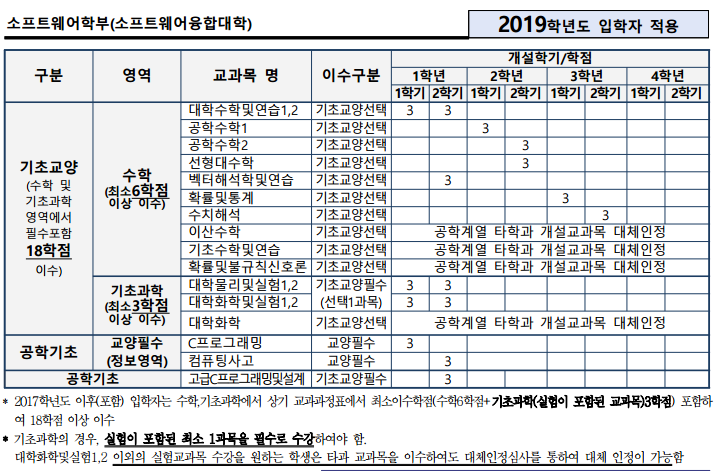 소프트웨어학부(소프트웨어융합대학)
2019학년도 입학자 적용
구분 영역 교과목 명 이수구분 개설학기/학점
1학년 2학년 3학년 4학년
1학기 2학기 1학기 2학기 1학기 2학기 1학기 2학기
기초교양
(수학 및
기초과학
영역에서
필수포함
18학점
이수)
수학
(최소6학점
이상 이수)
대학수학및연습1,2 기초교양선택 3 3
공학수학1 기초교양선택 3
공학수학2 기초교양선택 3
선형대수학 기초교양선택 3
벡터해석학및연습 기초교양선택 3
확률및통계 기초교양선택 3
수치해석 기초교양선택 3
이산수학 기초교양선택 공학계열 타학과 개설교과목 대체인정
기초수학및연습 기초교양선택 공학계열 타학과 개설교과목 대체인정
확률및불규칙신호론 기초교양선택 공학계열 타학과 개설교과목 대체인정
기초과학
(최소3학점
이상 이수)
대학물리및실험1,2 기초교양필수 3 3
대학화학및실험1,2 (선택1과목) 3 3
대학화학 기초교양선택 공학계열 타학과 개설교과목 대체인정
공학기초
교양필수
(정보영역)
C프로그래밍 교양필수 3
컴퓨팅사고 교양필수 3
공학기초 고급C프로그래밍및설계 기초교양필수 3
* 2017학년도 이후(포함) 입학자는 수학,기초과학에서 상기 교과과정표에서 최소이수학점(수학6학점+기초과학(실험이 포함된 교과목)3학점) 포함하
여 18학점 이상 이수
* 기초과학의 경우, 실험이 포함된 최소 1과목을 필수로 수강하여야 함.
대학화학및실험1,2 이외의 실험교과목 수강을 원하는 학생은 타과 교과목을 이수하여도 대체인정심사를 통하여 대체 인정이 가능함